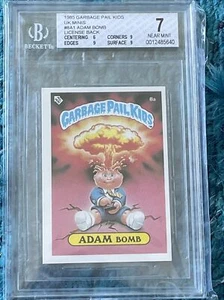 BECKETT
1985 GARBAGE PAIL KIDS
UK MINIS
#8A1 ADAM BOMB
LICENSE BACK
CENTERING 6 CORNERS 9
EDGES 9 SURFACE 9
7
NEAR MINT
0012485640
GARBAGE PAIL KIDS
8a
ADAM BOMB